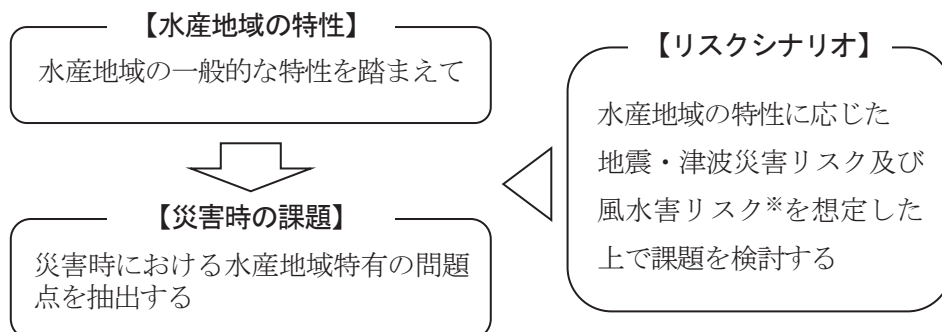 【水産地域の特性】
水産地域の一般的な特性を踏まえて
【災害時の課題】
災害時における水産地域特有の問題
点を抽出する
【リスクシナリオ】
水産地域の特性に応じた
地震・津波災害リスク及び
風水害リスク※を想定した
上で課題を検討する